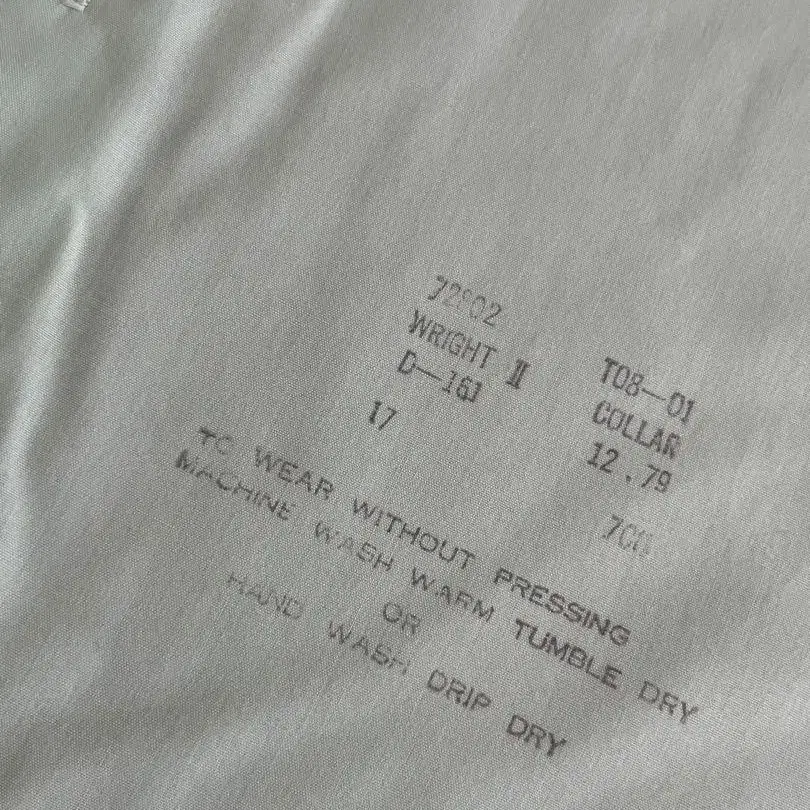 72802
WRIGHT II T08—01
D—161 COLLAR
17 12.79
TO WEAR WITHOUT PRESSING
MACHINE WASH WARM TUMBLE DRY
OR
HAND WASH DRIP DRY